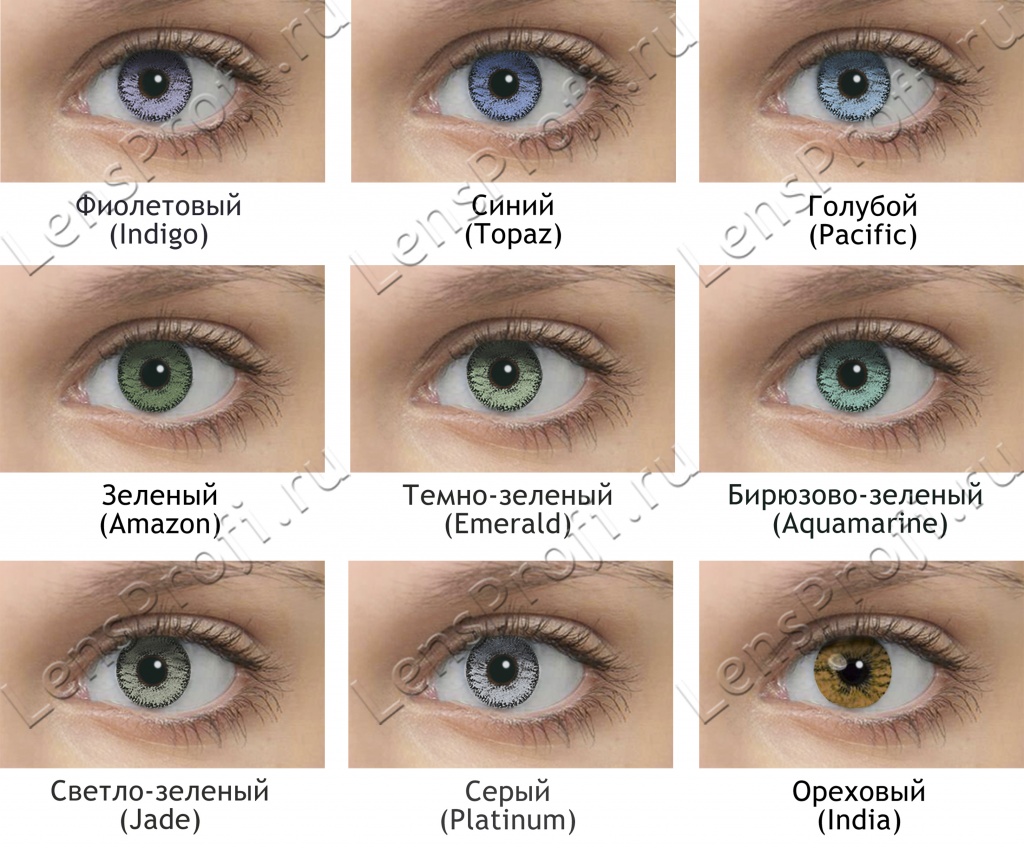 Фиолетовый
(Indigo)
Синий
(Topaz)
Голубой
(Pacific)
Зеленый
(Amazon)
Темно-зеленый
(Emerald)
Бирюзово-зеленый
(Aquamarine)
Светло-зеленый
(Jade)
Серый
(Platinum)
Ореховый
(India)
LensProfi.ru
LensProfi.ru
LensProfi.ru
LensProfi.ru
LensProfi.ru
LensProfi.ru